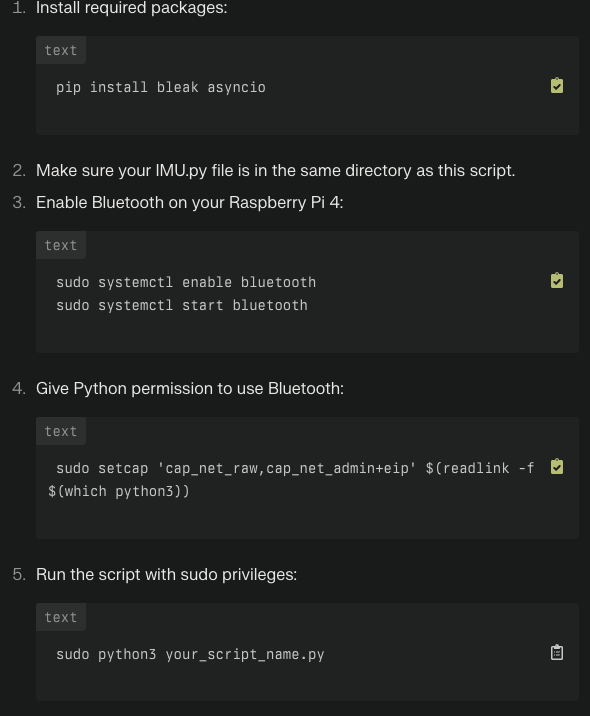 1. Install required packages:
text
pip install bleak asyncio
2. Make sure your IMU.py file is in the same directory as this script.
3. Enable Bluetooth on your Raspberry Pi 4:
text
sudo systemctl enable bluetooth
sudo systemctl start bluetooth
4. Give Python permission to use Bluetooth:
text
sudo setcap 'cap_net_raw,cap_net_admin+eip' $(readlink -f
$(which python3))
5. Run the script with sudo privileges:
text
sudo python3 your_script_name.py